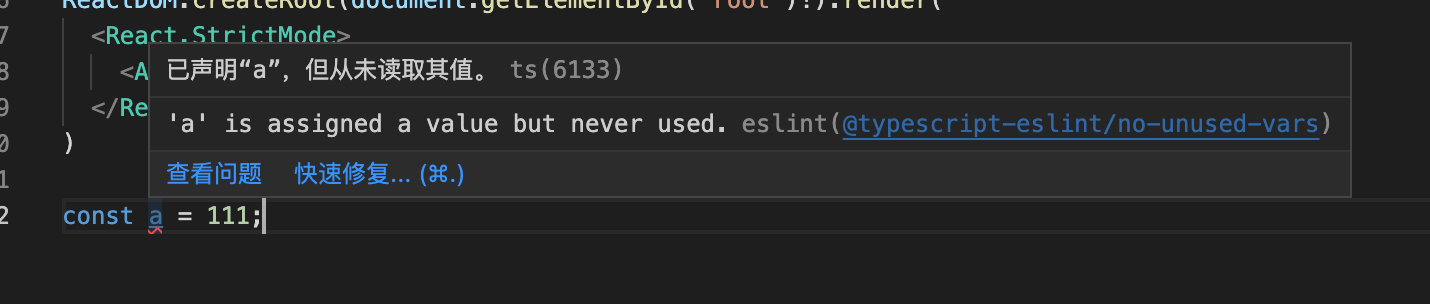 ReactDOM.createRoot(document.getElementById('root')!).render(
7 <React.StrictMode>
8 <A
9 </Re
0 )
1
2 const a = 111;
已声明“a”，但从未读取其值。 ts(6133)
'a' is assigned a value but never used. eslint(@typescript-eslint/no-unused-vars)
查看问题 快速修复... (⌘.)